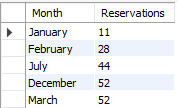 Month Reservations
January 11
February 28
July 44
December 52
March 52